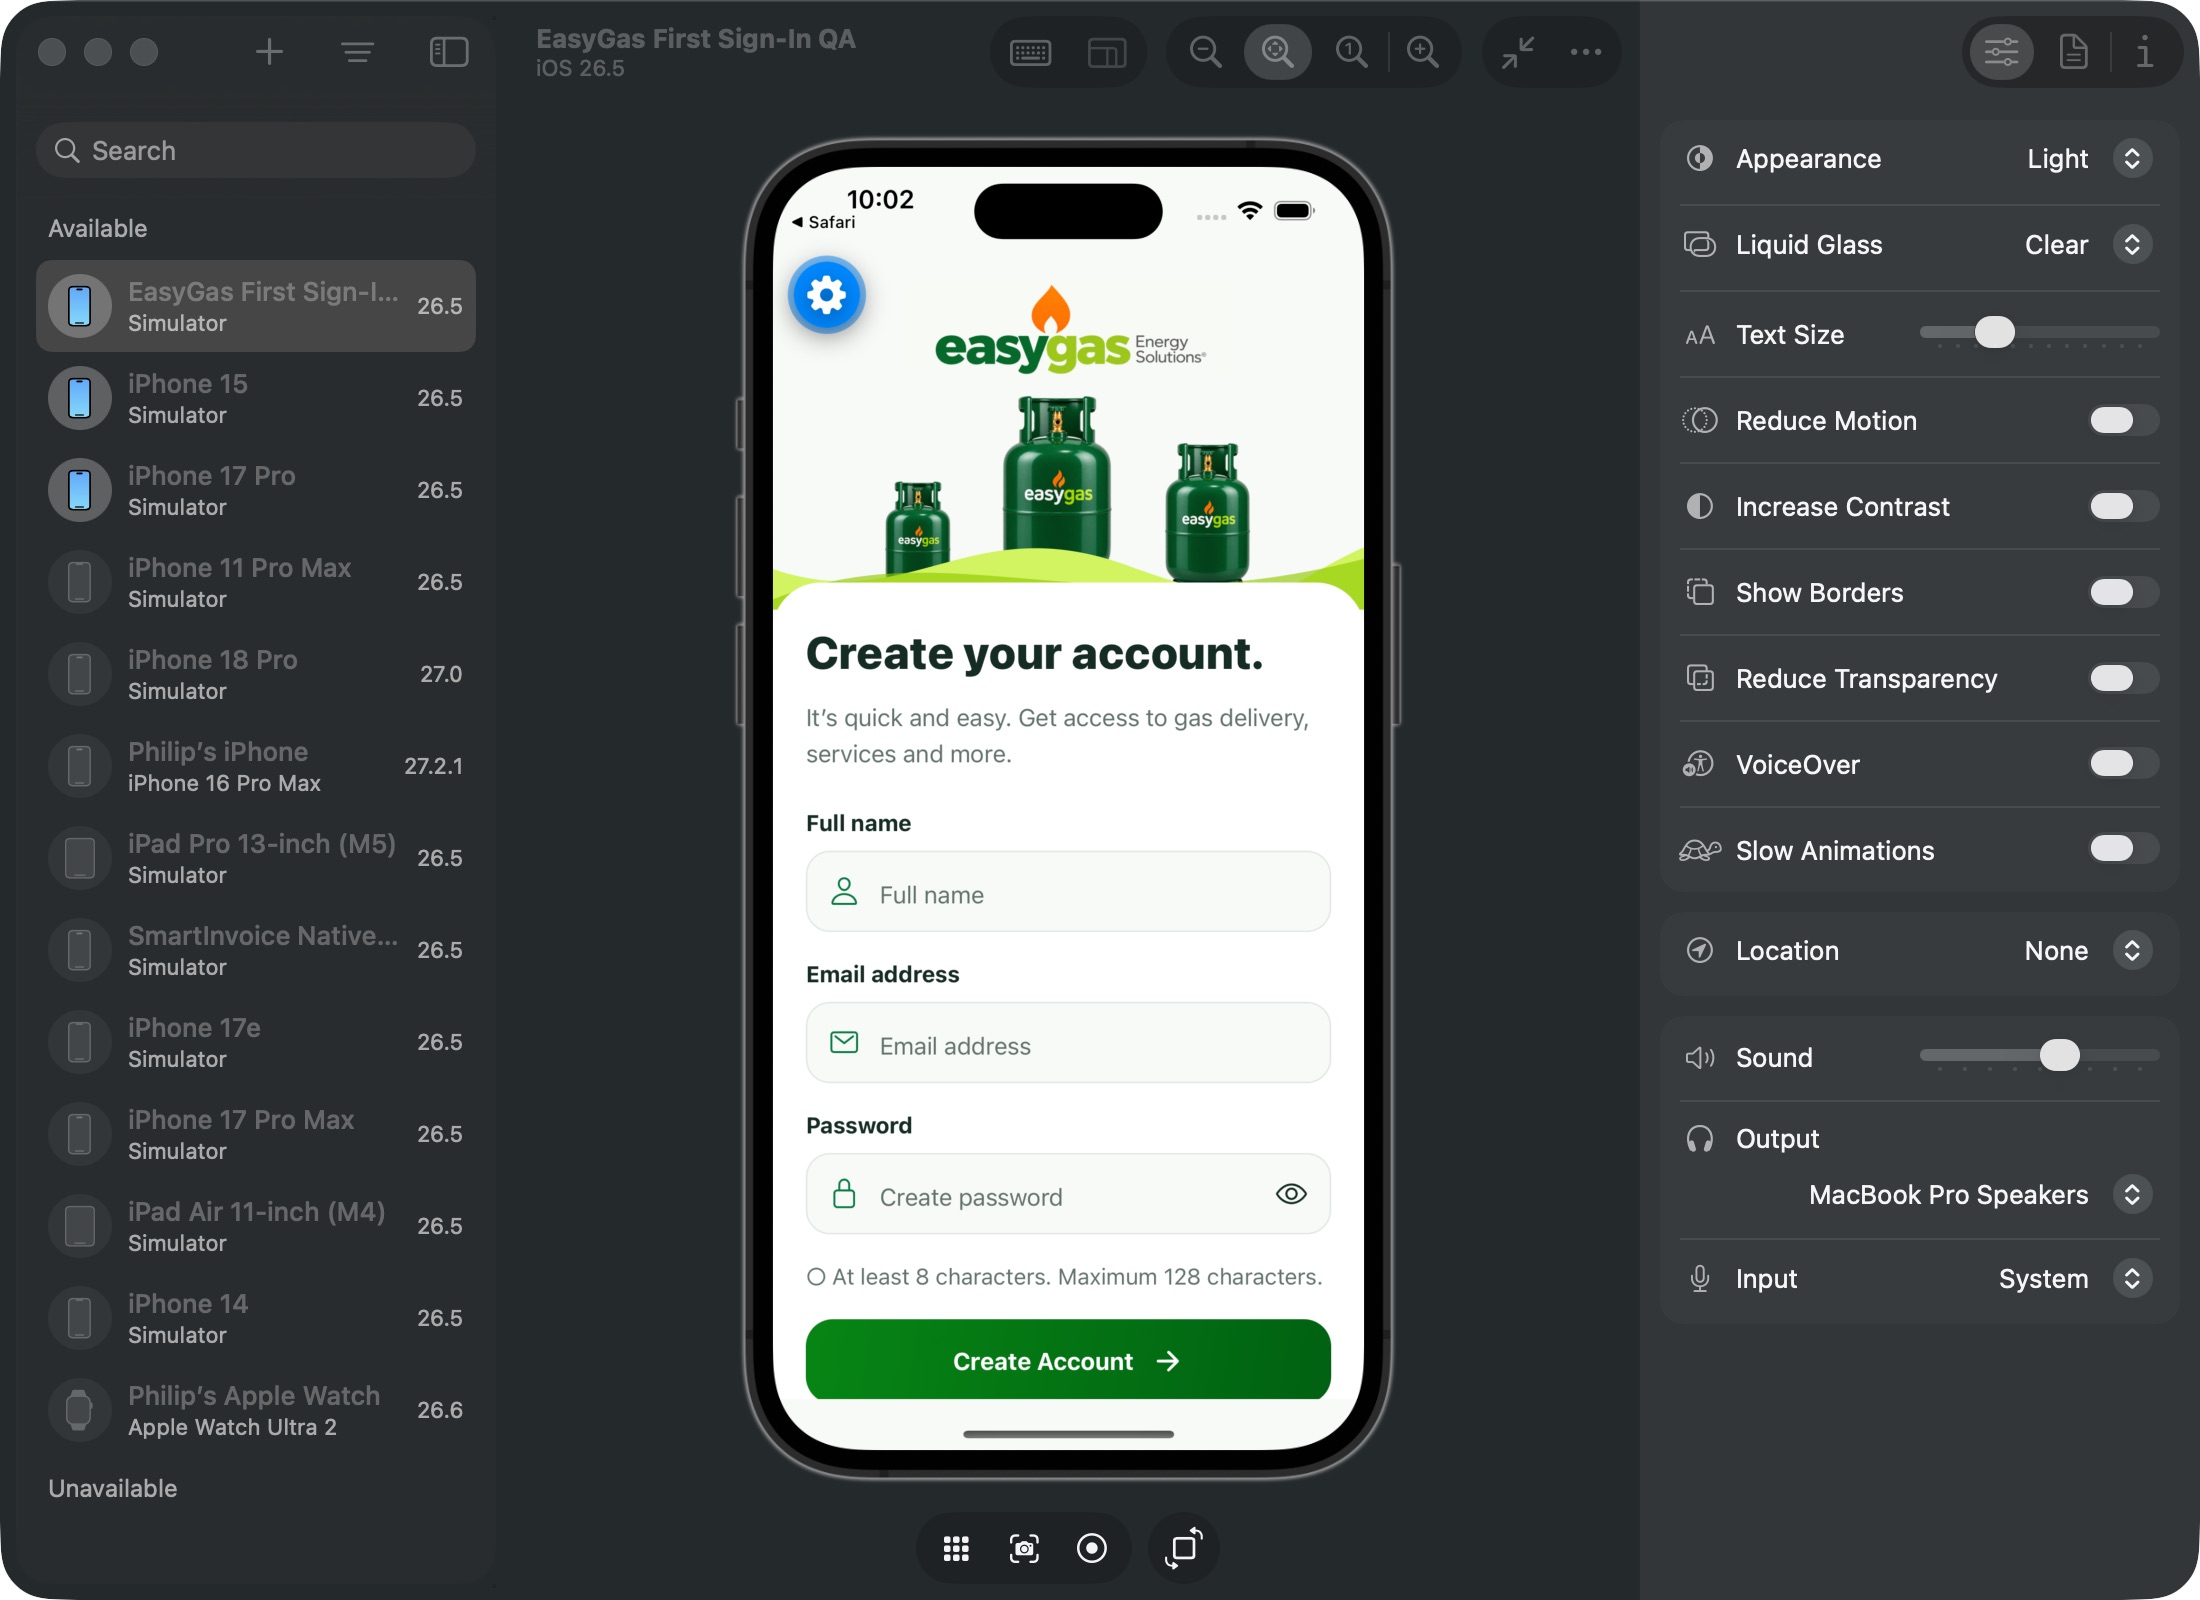 EasyGas First Sign-In QA
iOS 26.5
Search
Available
EasyGas First Sign-I... 26.5
Simulator
iPhone 15 26.5
Simulator
iPhone 17 Pro 26.5
Simulator
iPhone 11 Pro Max 26.5
Simulator
iPhone 18 Pro 27.0
Simulator
Philip’s iPhone 27.2.1
iPhone 16 Pro Max
iPad Pro 13-inch (M5) 26.5
Simulator
SmartInvoice Native... 26.5
Simulator
iPhone 17e 26.5
Simulator
iPhone 17 Pro Max 26.5
Simulator
iPad Air 11-inch (M4) 26.5
Simulator
iPhone 14 26.5
Simulator
Philip’s Apple Watch 26.6
Apple Watch Ultra 2
Unavailable
10:02
◀ Safari
easygas Energy Solutions®
easygas
easygas
easygas
Create your account.
It’s quick and easy. Get access to gas delivery,
services and more.
Full name
Full name
Email address
Email address
Password
Create password
At least 8 characters. Maximum 128 characters.
Create Account →
1
i
Appearance Light
Liquid Glass Clear
AA Text Size
Reduce Motion
Increase Contrast
Show Borders
Reduce Transparency
VoiceOver
Slow Animations
Location None
Sound
Output
MacBook Pro Speakers
Input System